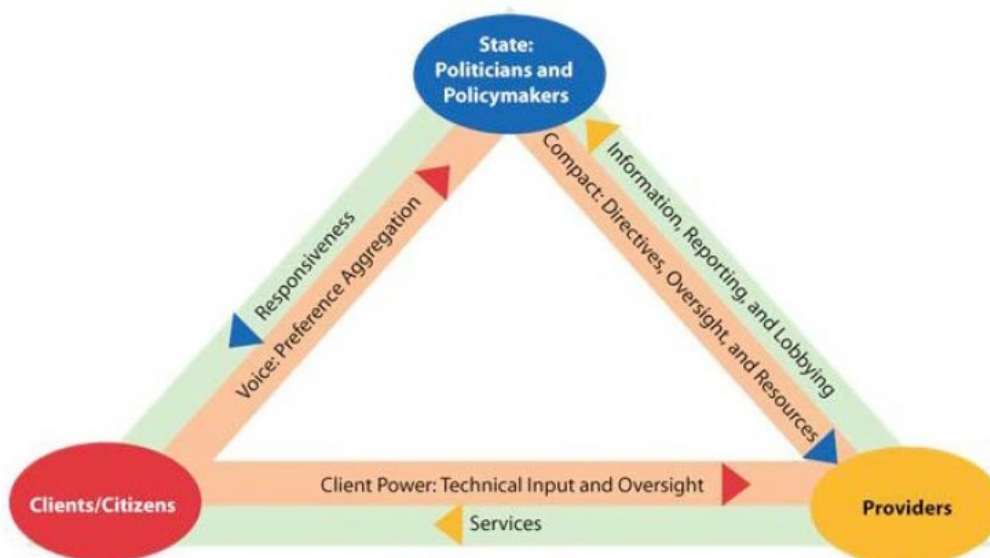 State:
Politicians and
Policymakers
Responsiveness
Voice: Preference Aggregation
Compact: Directives, Oversight, and Resources
Information, Reporting, and Lobbying
Client Power: Technical Input and Oversight
Services
Clients/Citizens
Providers